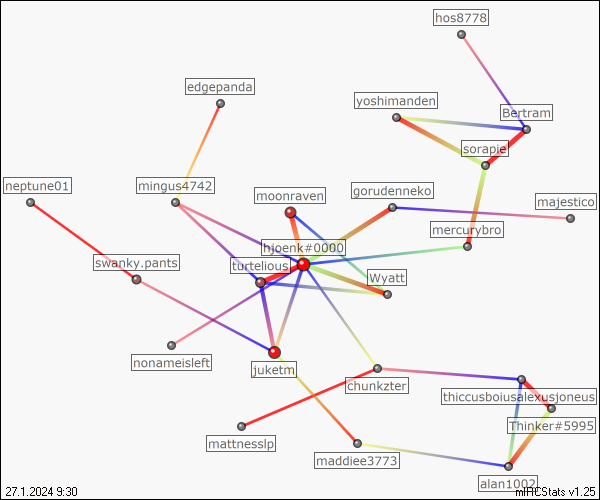 hos8778
edgepanda
yoshimanden
Bertram
sorapie
neptune01
mingus4742
moonraven
gorudenneko
majestico
mercurybro
hjoenk#0000
swanky.pants
turtelious
Wyatt
nonameisleft
juketm
chunkzter
thiccusboiusalexusjoneus
Thinker#5995
mattnesslp
maddiee3773
alan1002
27.1.2024 9:30
mIRCStats v1.25